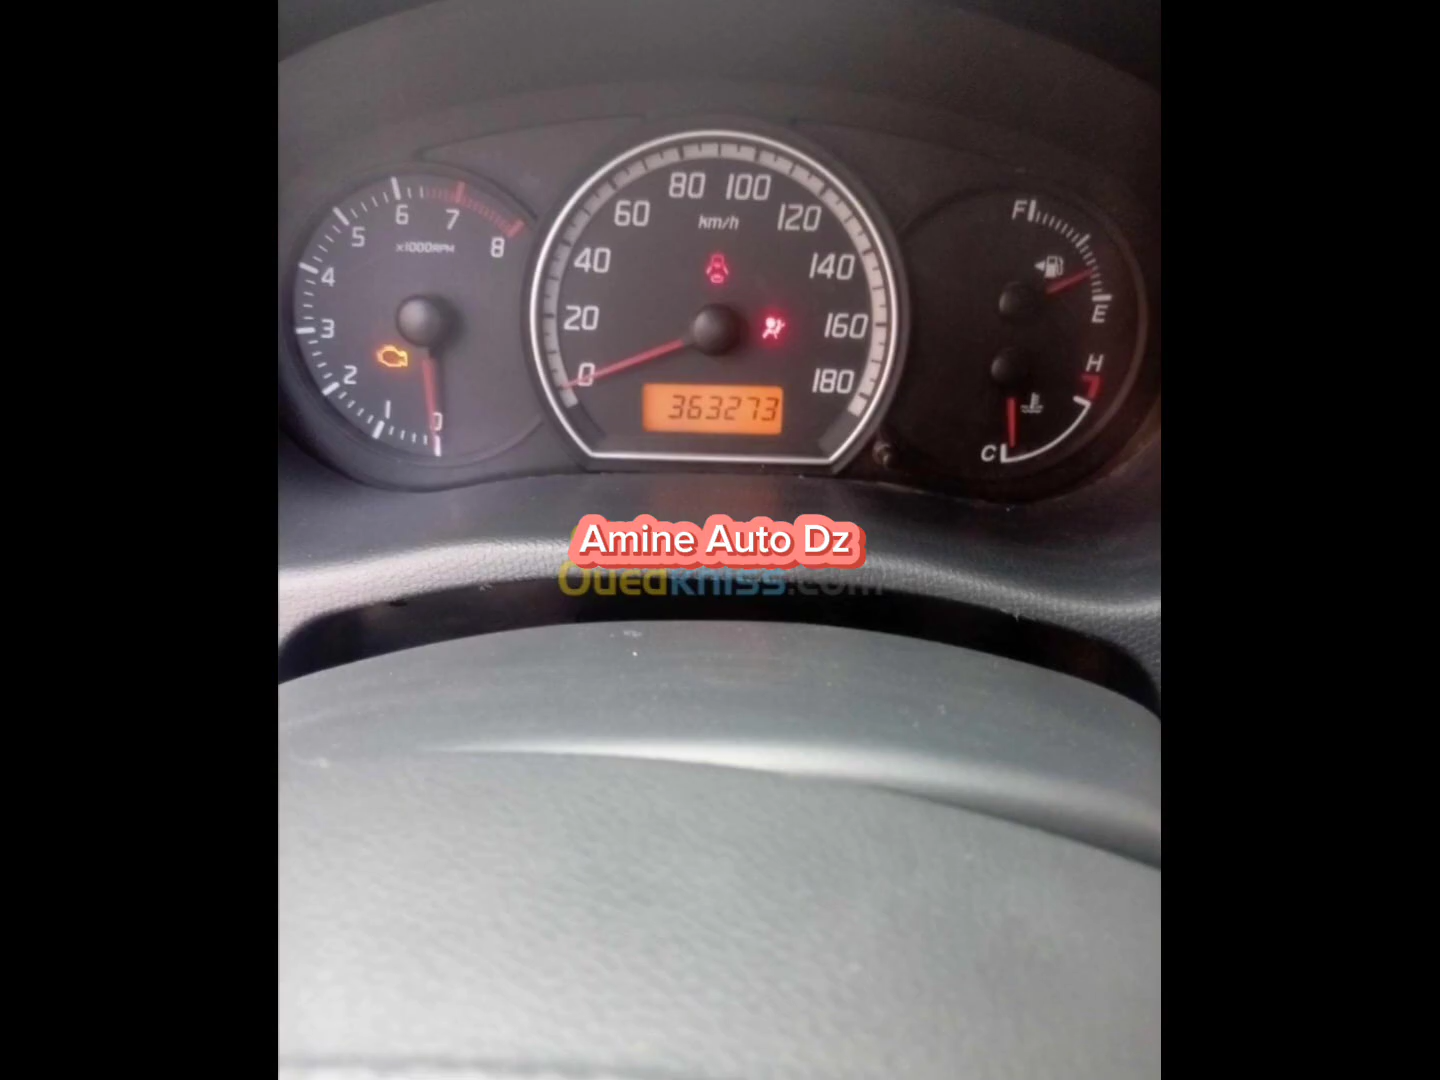 80 100
60 km/h 120
40 140
20 160
0 180
363273
6 7
5 8
x1000RPM
4
3
2
1 0
F
E
H
C
Amine Auto Dz
Ouedkniss.com